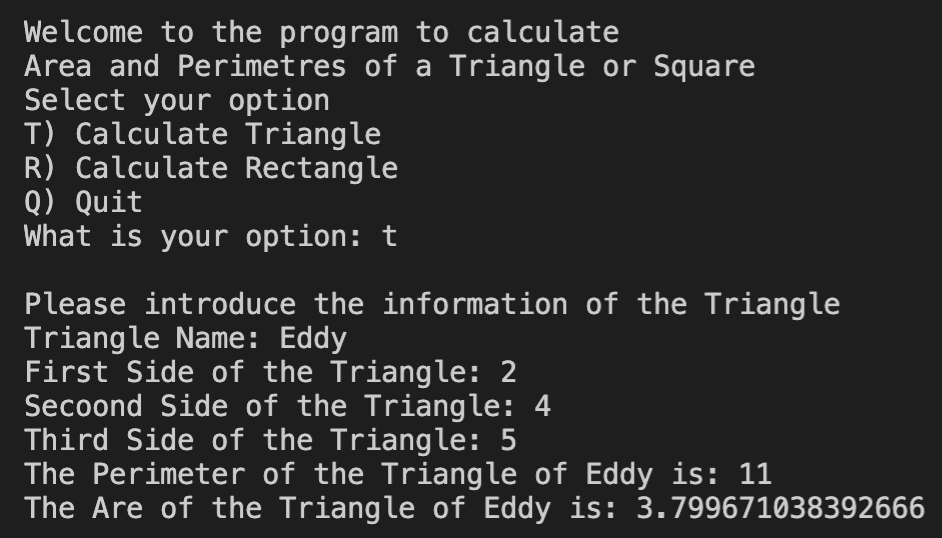 Welcome to the program to calculate
Area and Perimetres of a Triangle or Square
Select your option
T) Calculate Triangle
R) Calculate Rectangle
Q) Quit
What is your option: t
Please introduce the information of the Triangle
Triangle Name: Eddy
First Side of the Triangle: 2
Secoond Side of the Triangle: 4
Third Side of the Triangle: 5
The Perimeter of the Triangle of Eddy is: 11
The Are of the Triangle of Eddy is: 3.799671038392666